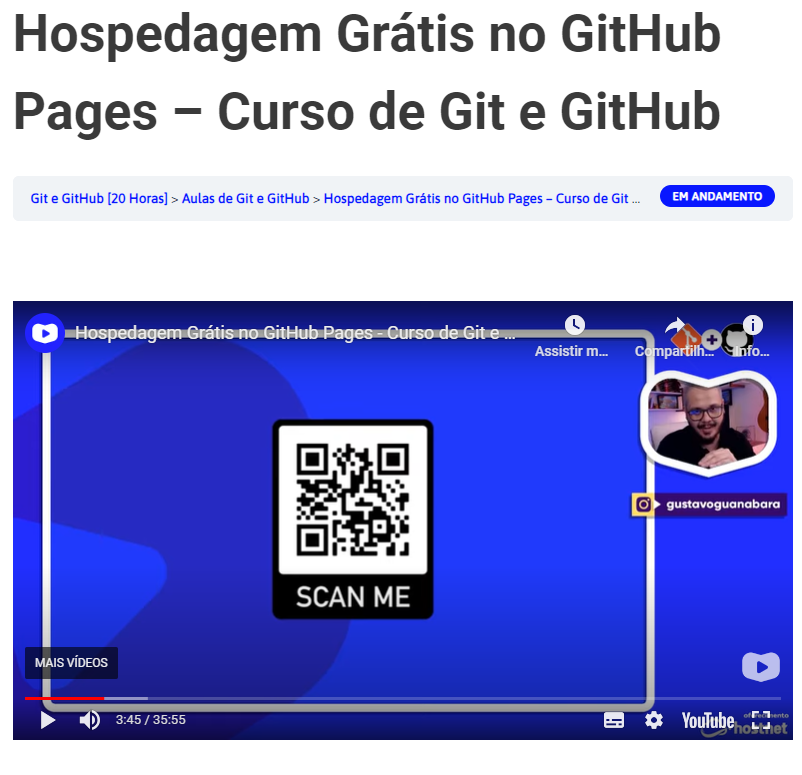 Hospedagem Grátis no GitHub
Pages – Curso de Git e GitHub
Git e GitHub [20 Horas] > Aulas de Git e GitHub > Hospedagem Grátis no GitHub Pages – Curso de Git ...
EM ANDAMENTO
Hospedagem Grátis no GitHub Pages - Curso de Git e ...
Assistir m...
Compartilh...
Info...
gustavoguanabara
SCAN ME
MAIS VÍDEOS
3:45 / 35:55
YouTube
oferecimento
hostnet